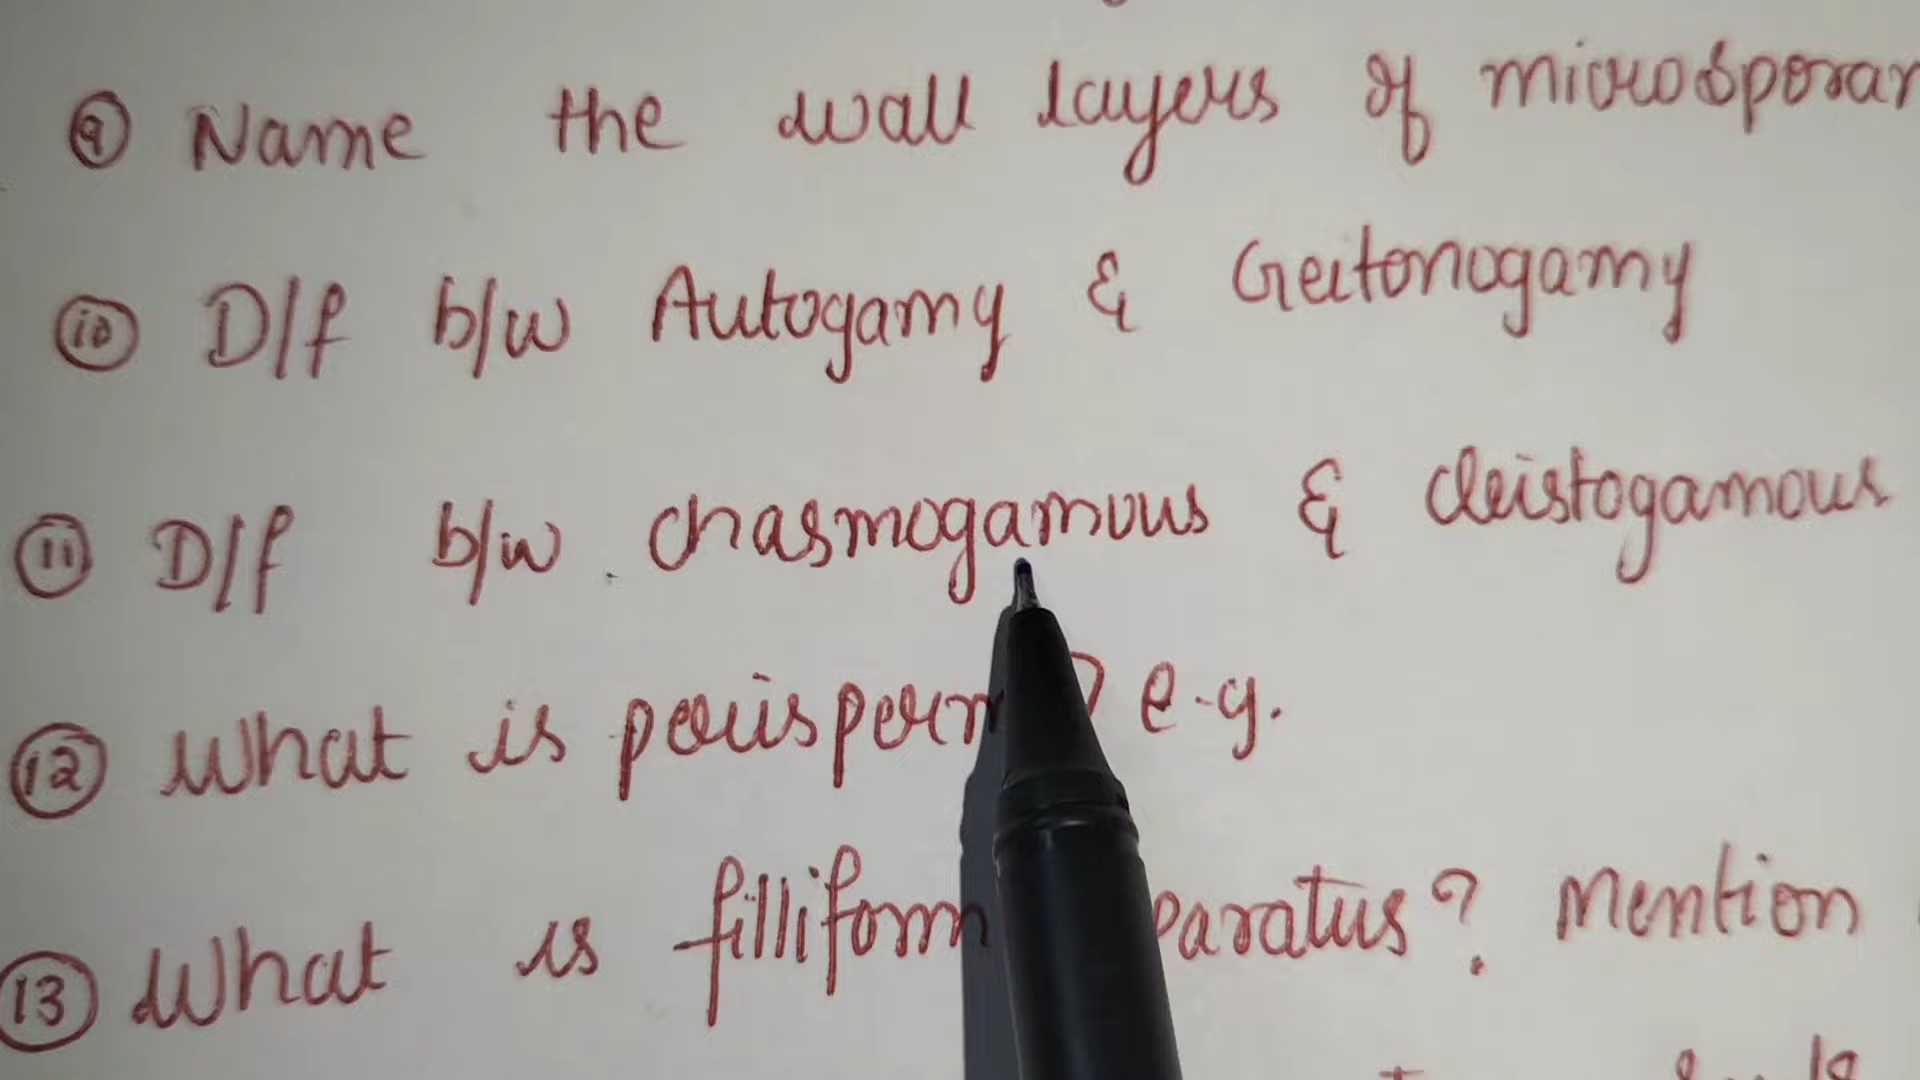 9 Name the wall layers of microsporan
10 D/f b/w Autogamy & Geitonogamy
11 D/f b/w chasmogamous & cleistogamous
12 What is perisperm? e.g.
13 What is filliform paratus? Mention